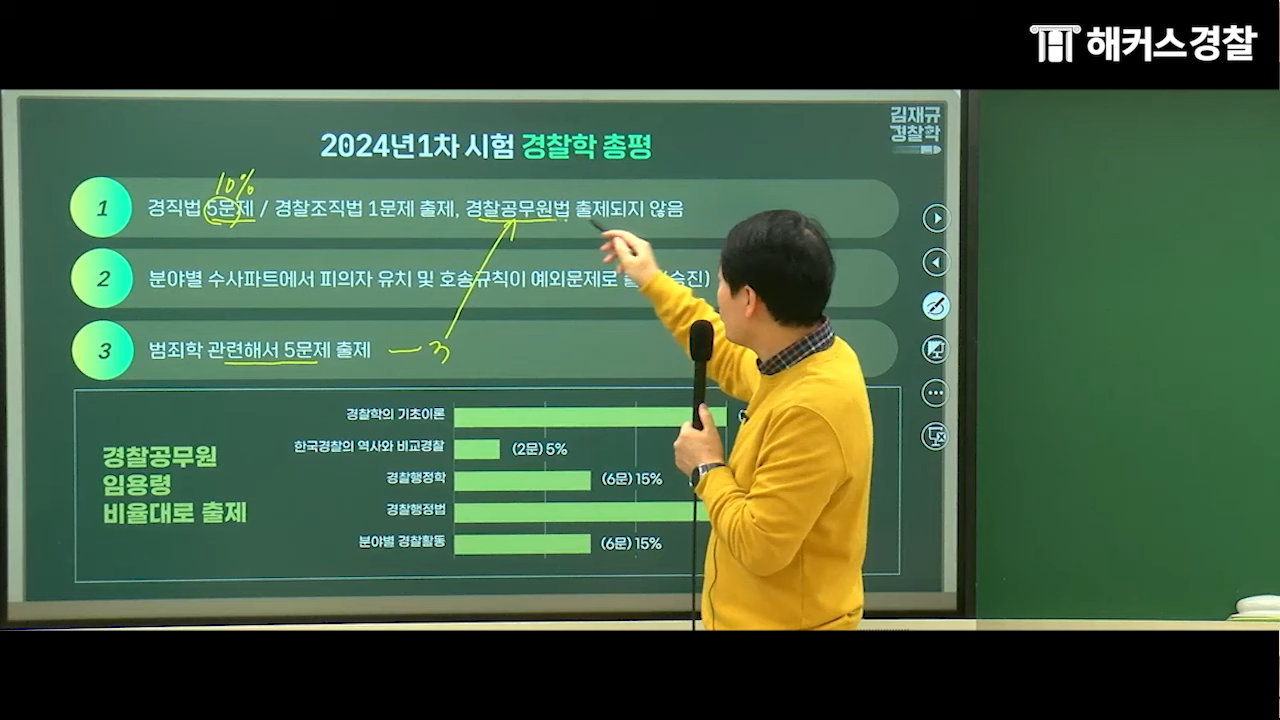 해커스경찰
김재규
경찰학
2024년 1차 시험 경찰학 총평
10%
1 경직법 5문제 / 경찰조직법 1문제 출제, 경찰공무원법 출제되지 않음
2 분야별 수사파트에서 피의자 유치 및 호송규칙이 예외문제로 승진)
3 범죄학 관련해서 5문제 출제 - 3
경찰공무원
임용령
비율대로 출제
경찰학의 기초이론
한국경찰의 역사와 비교경찰 (2문) 5%
경찰행정학 (6문) 15%
경찰행정법
분야별 경찰활동 (6문) 15%